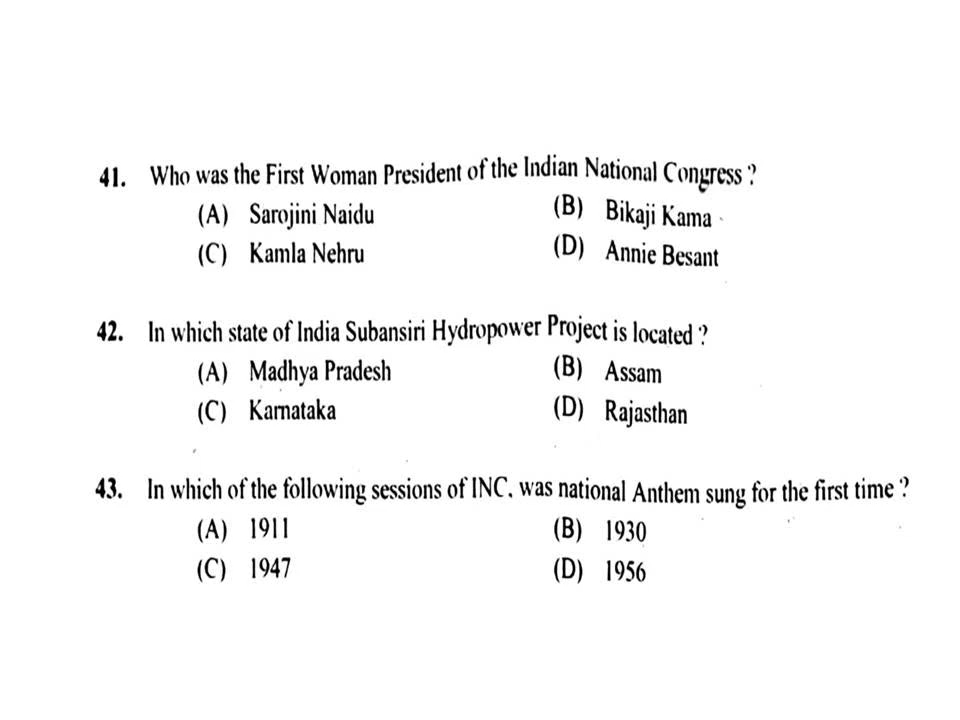 41. Who was the First Woman President of the Indian National Congress ?
(A) Sarojini Naidu (B) Bikaji Kama
(C) Kamla Nehru (D) Annie Besant
42. In which state of India Subansiri Hydropower Project is located ?
(A) Madhya Pradesh (B) Assam
(C) Karnataka (D) Rajasthan
43. In which of the following sessions of INC, was national Anthem sung for the first time ?
(A) 1911 (B) 1930
(C) 1947 (D) 1956